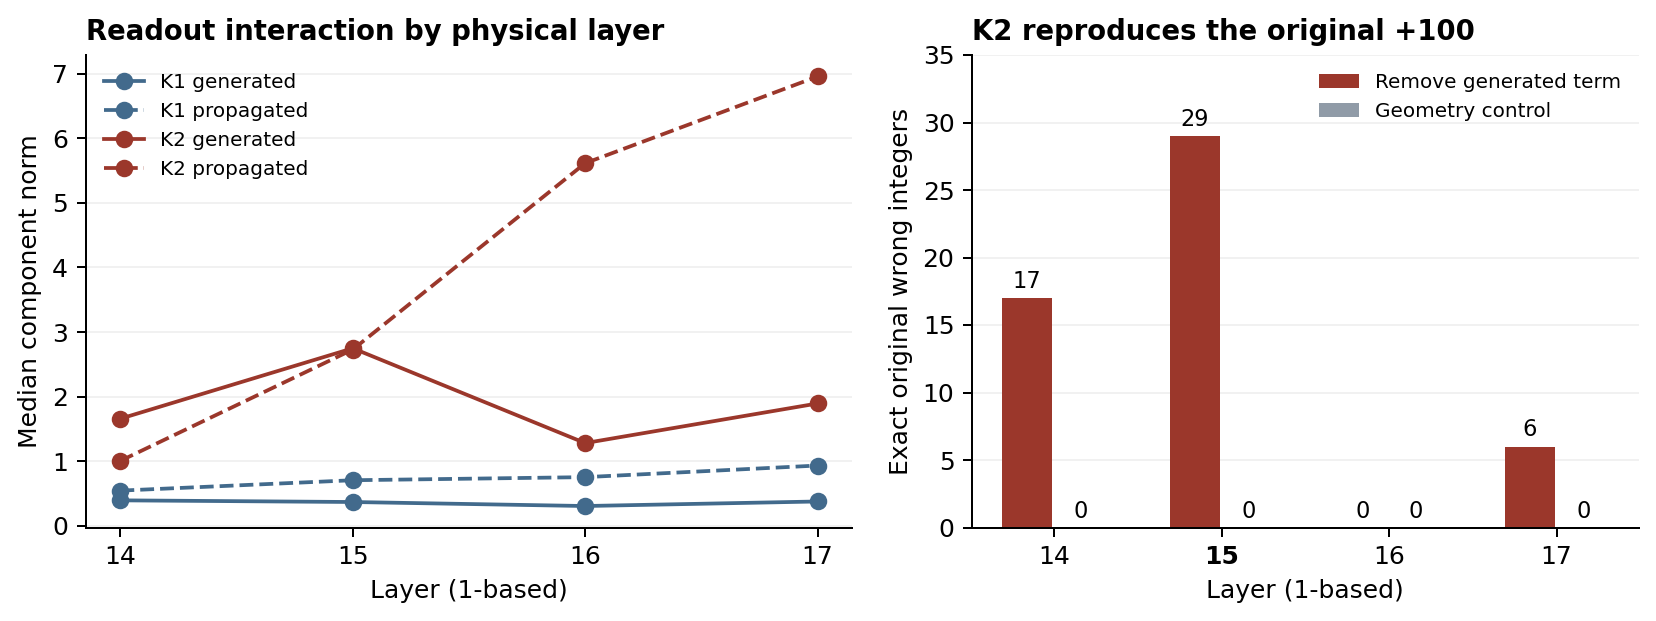 Readout interaction by physical layer
K1 generated
K1 propagated
K2 generated
K2 propagated
Median component norm
7
6
5
4
3
2
1
0
14
15
16
17
Layer (1-based)
K2 reproduces the original +100
Remove generated term
Geometry control
Exact original wrong integers
35
30
25
20
15
10
5
0
17
0
29
0
0
0
6
0
14
15
16
17
Layer (1-based)